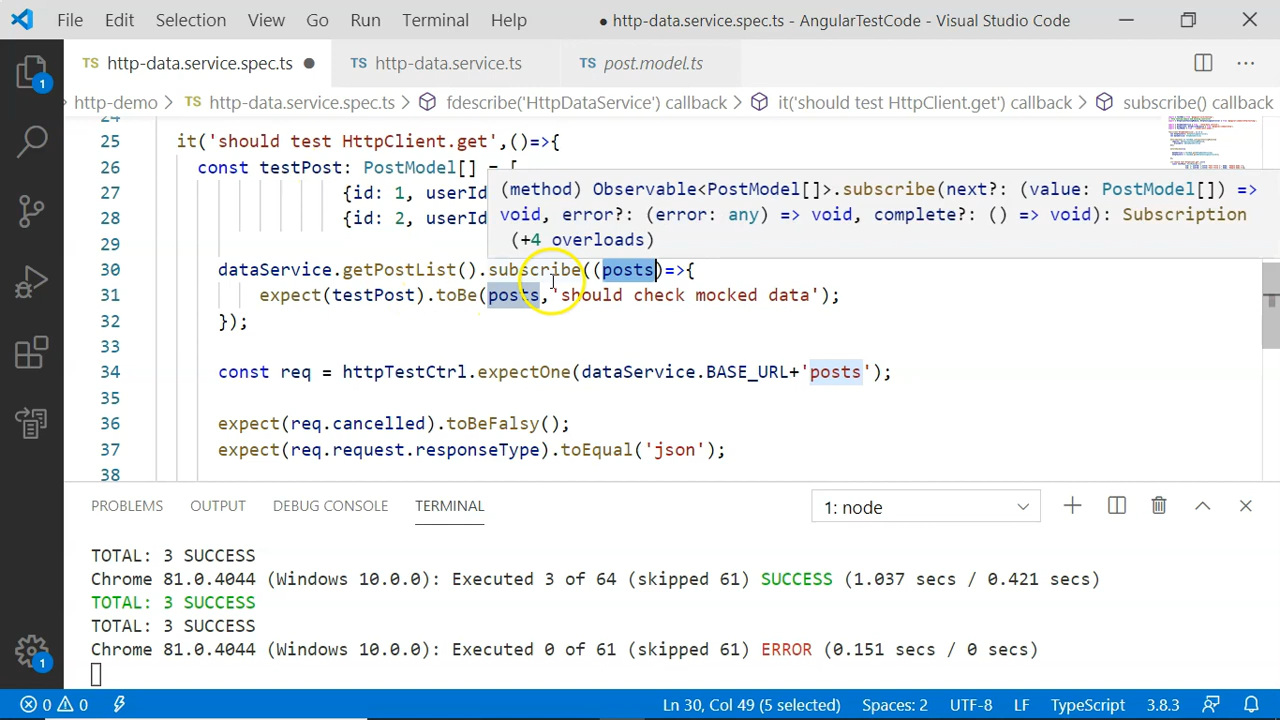 File Edit Selection View Go Run Terminal Help ● http-data.service.spec.ts - AngularTestCode - Visual Studio Code
TS http-data.service.spec.ts ● TS http-data.service.ts TS post.model.ts ...
1
http-demo > TS http-data.service.spec.ts > fdescribe('HttpDataService') callback > it('should test HttpClient.get') callback > subscribe() callback
24
25 it('should test HttpClient.get',()=>{
26 const testPost: PostModel[] =
(method) Observable<PostModel[]>.subscribe(next?: (value: PostModel[]) =>
27 {id: 1, userId
void, error?: (error: any) => void, complete?: () => void): Subscription
28 {id: 2, userId
(+4 overloads)
29
30 dataService.getPostList().subscribe((posts)=>{
31 expect(testPost).toBe(posts,'should check mocked data');
32 });
33
34 const req = httpTestCtrl.expectOne(dataService.BASE_URL+'posts');
35
36 expect(req.cancelled).toBeFalsy();
37 expect(req.request.responseType).toEqual('json');
38
PROBLEMS OUTPUT DEBUG CONSOLE TERMINAL 1: node
TOTAL: 3 SUCCESS
Chrome 81.0.4044 (Windows 10.0.0): Executed 3 of 64 (skipped 61) SUCCESS (1.037 secs / 0.421 secs)
TOTAL: 3 SUCCESS
TOTAL: 3 SUCCESS
Chrome 81.0.4044 (Windows 10.0.0): Executed 0 of 61 (skipped 61) ERROR (0.151 secs / 0 secs)
1
0 0 Ln 30, Col 49 (5 selected) Spaces: 2 UTF-8 LF TypeScript 3.8.3